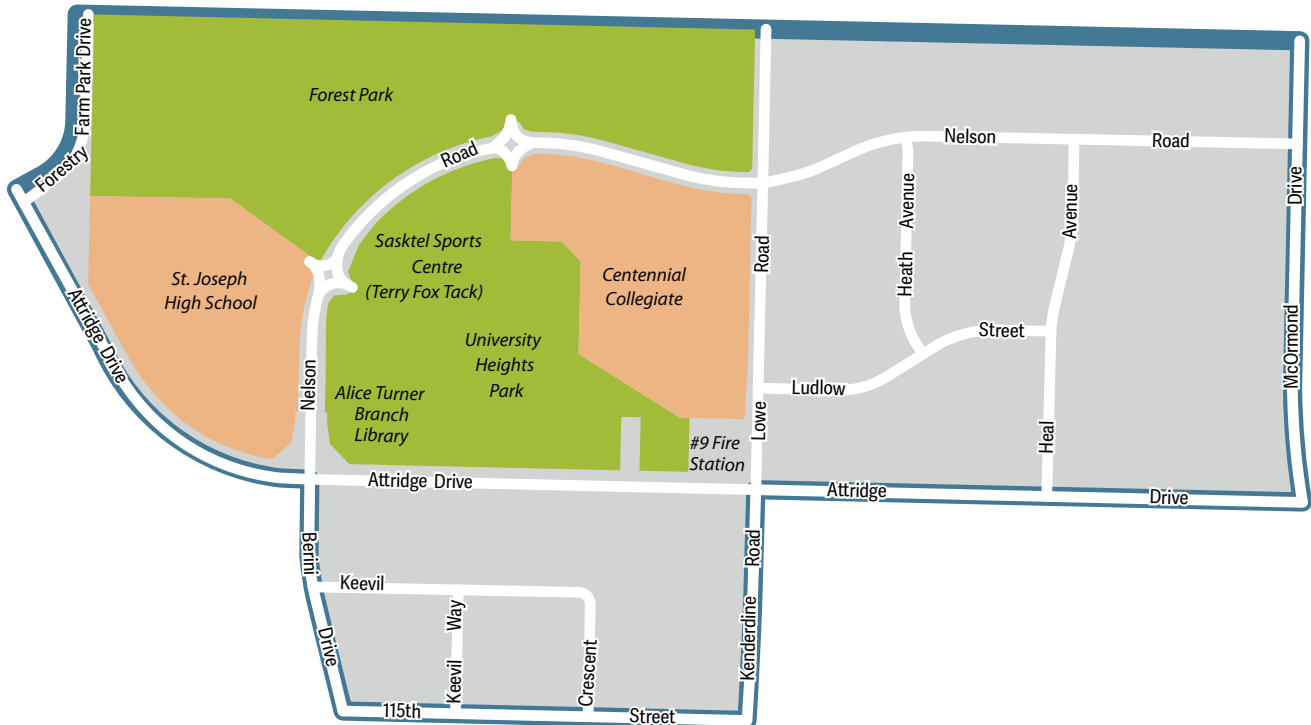 Forestry
Farm Park Drive
Forest Park
Nelson
Road
Road
Sasktel Sports
Centre
(Terry Fox Tack)
St. Joseph
High School
Centennial
Collegiate
University
Heights
Park
Alice Turner
Branch
Library
#9 Fire
Station
Nelson
Attridge Drive
Attridge Drive
Attridge
Drive
Lowe
Road
Heath
Avenue
Heal
Avenue
Ludlow
Street
McOrmond
Drive
Berini
Drive
Keevil
Crescent
Keevil
Way
Kenderdine
Road
115th
Street